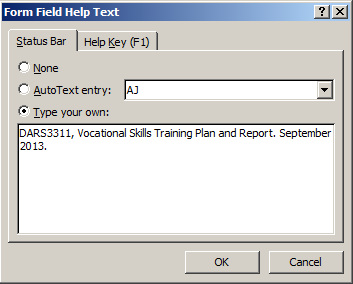 Form Field Help Text
Status Bar
Help Key (F1)
None
AutoText entry:
AJ
Type your own:
DARS3311, Vocational Skills Training Plan and Report. September
2013.
OK
Cancel